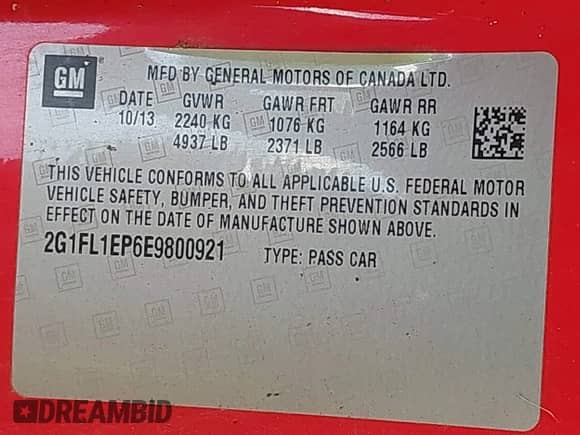 GM
MFD BY GENERAL MOTORS OF CANADA LTD.
DATE GVWR GAWR FRT GAWR RR
10/13 2240 KG 1076 KG 1164 KG
4937 LB 2371 LB 2566 LB
THIS VEHICLE CONFORMS TO ALL APPLICABLE U.S. FEDERAL MOTOR
VEHICLE SAFETY, BUMPER, AND THEFT PREVENTION STANDARDS IN
EFFECT ON THE DATE OF MANUFACTURE SHOWN ABOVE.
2G1FL1EP6E9800921 TYPE: PASS CAR
DREAMBID